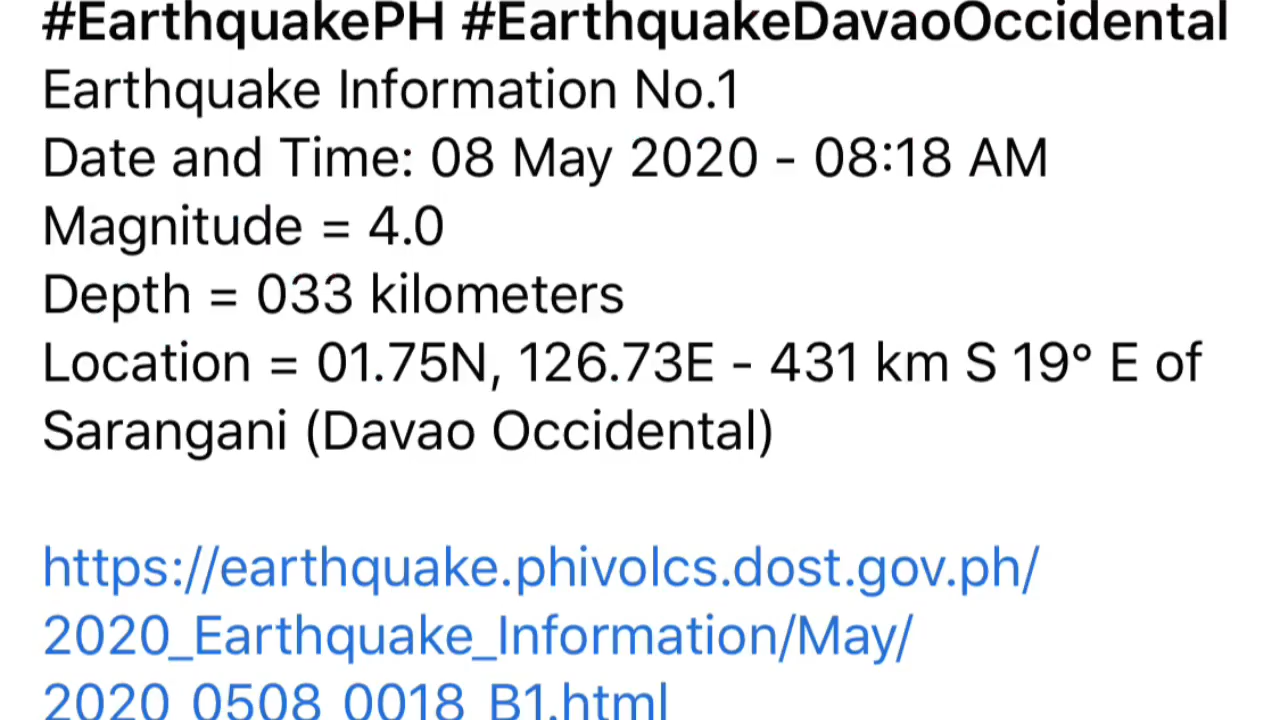 #EarthquakePH #EarthquakeDavaoOccidental
Earthquake Information No.1
Date and Time: 08 May 2020 - 08:18 AM
Magnitude = 4.0
Depth = 033 kilometers
Location = 01.75N, 126.73E - 431 km S 19° E of
Sarangani (Davao Occidental)
https://earthquake.phivolcs.dost.gov.ph/
2020_Earthquake_Information/May/
2020_0508_0018_B1.html